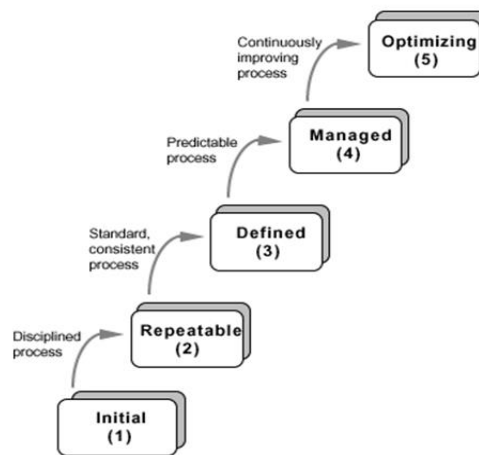 Continuously
improving
process
Optimizing
(5)
Predictable
process
Managed
(4)
Standard,
consistent
process
Defined
(3)
Disciplined
process
Repeatable
(2)
Initial
(1)